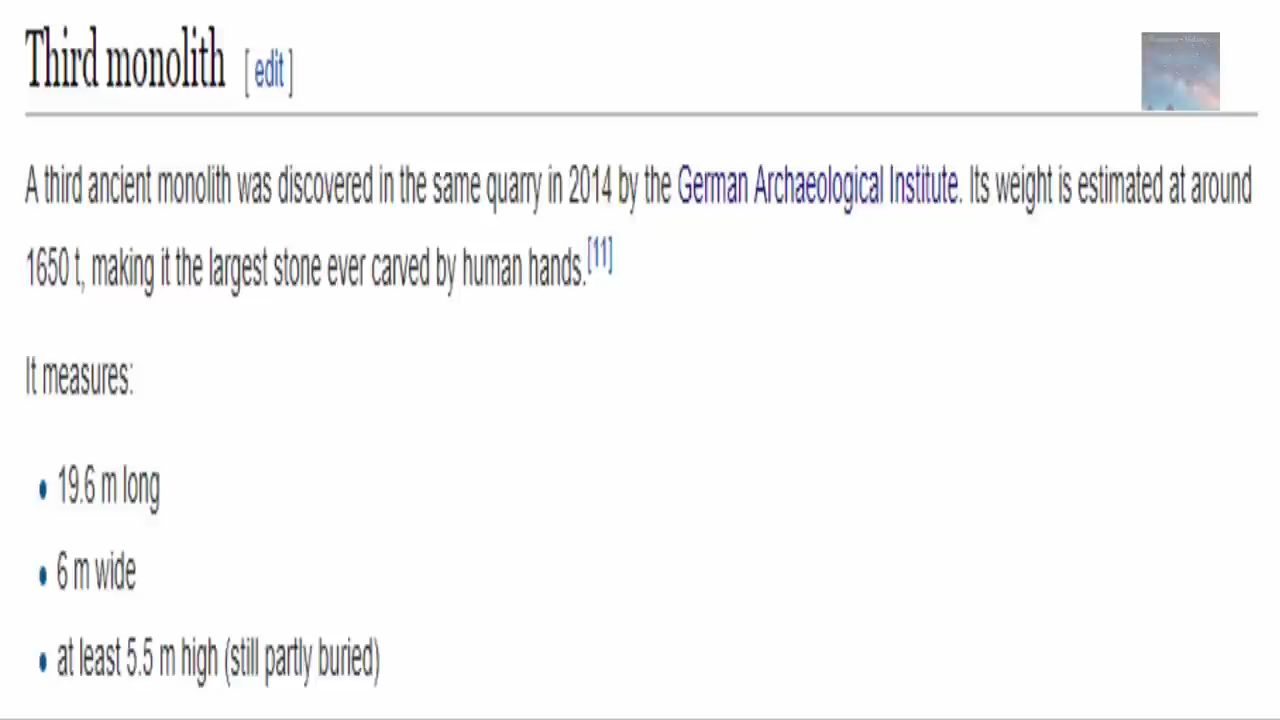 Third monolith [ edit ]
A third ancient monolith was discovered in the same quarry in 2014 by the German Archaeological Institute. Its weight is estimated at around
1650 t, making it the largest stone ever carved by human hands.[11]
It measures:
• 19.6 m long
• 6 m wide
• at least 5.5 m high (still partly buried)